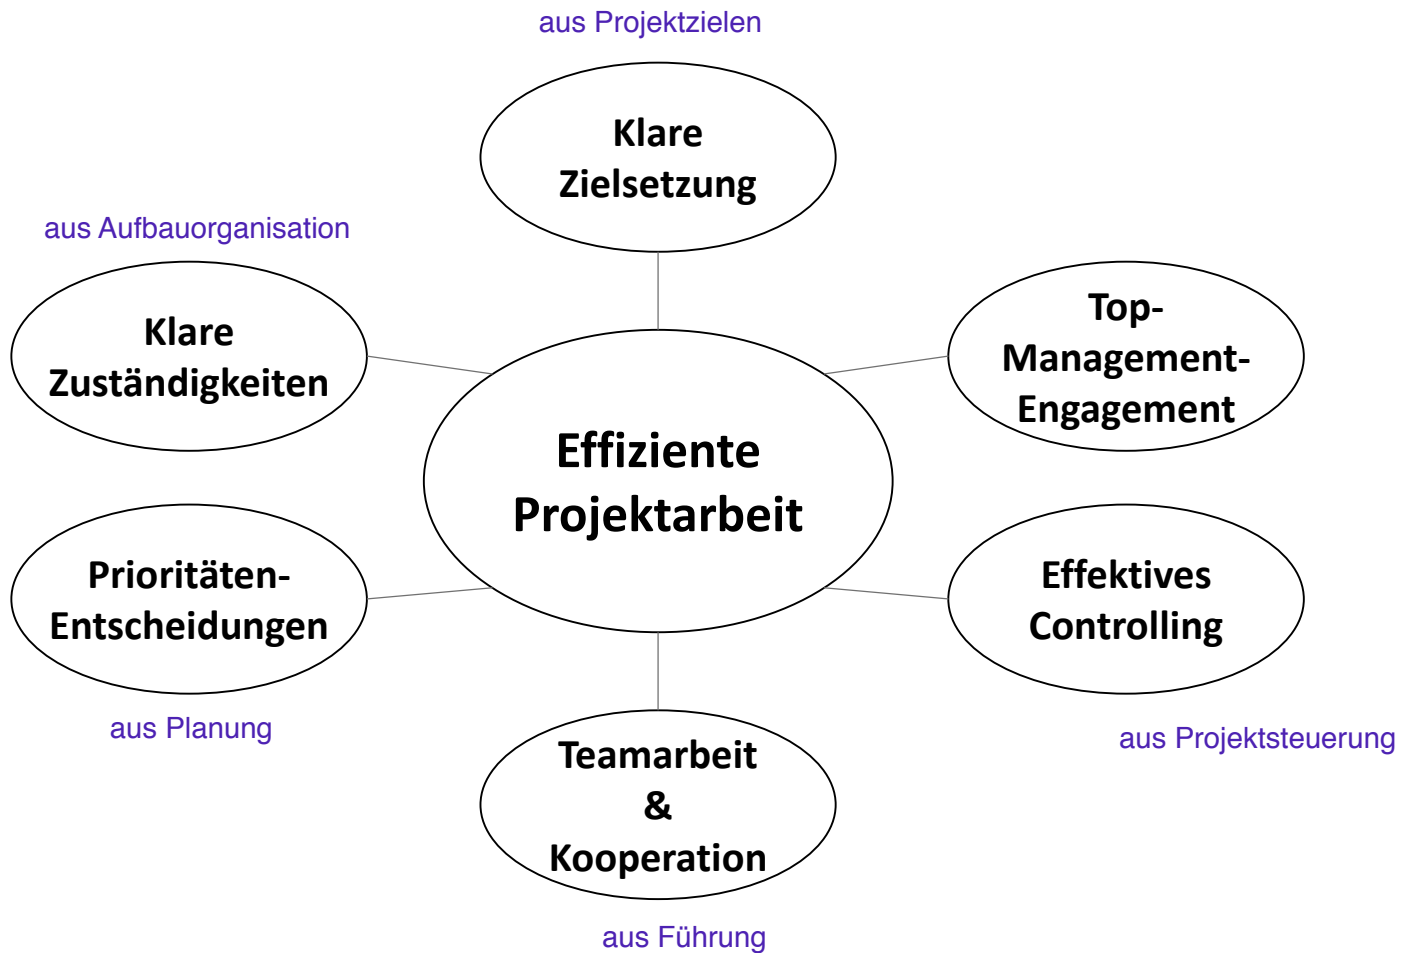 aus Projektzielen
Klare
Zielsetzung
aus Aufbauorganisation
Klare
Zuständigkeiten
Top-
Management-
Engagement
Effiziente
Projektarbeit
Prioritäten-
Entscheidungen
aus Planung
Effektives
Controlling
aus Projektsteuerung
Teamarbeit
&
Kooperation
aus Führung